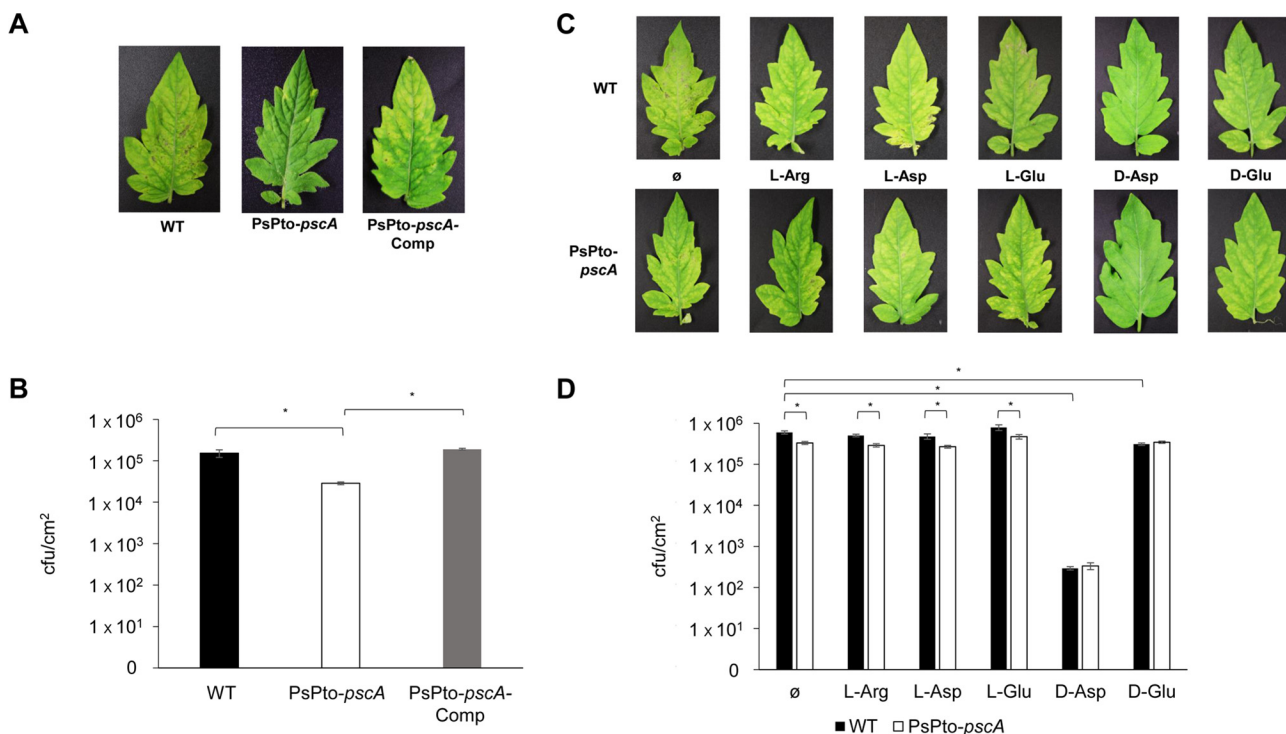 A
WT
PsPto-pscA
PsPto-pscA-
Comp
B
1 x 10⁶
1 x 10⁵
1 x 10⁴
1 x 10³
1 x 10²
1 x 10¹
0
cfu/cm²
*
*
WT
PsPto-pscA
PsPto-pscA-
Comp
C
WT
ø
L-Arg
L-Asp
L-Glu
D-Asp
D-Glu
PsPto-
pscA
D
1 x 10⁶
1 x 10⁵
1 x 10⁴
1 x 10³
1 x 10²
1 x 10¹
0
cfu/cm²
*
*
*
*
*
*
ø
L-Arg
L-Asp
L-Glu
D-Asp
D-Glu
WT
PsPto-pscA